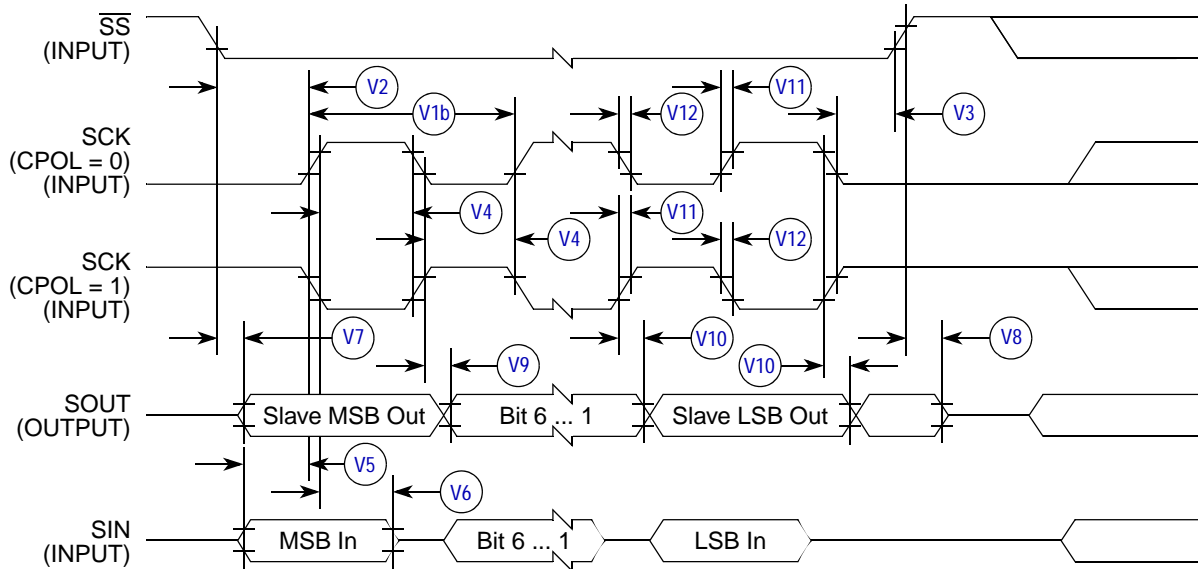 SS
(INPUT)
V2
V11
V1b
V12
V3
SCK
(CPOL = 0)
(INPUT)
V4
V11
V4
V12
SCK
(CPOL = 1)
(INPUT)
V7
V10
V8
V9
V10
SOUT
(OUTPUT)
Slave MSB Out
Bit 6 ... 1
Slave LSB Out
V5
V6
SIN
(INPUT)
MSB In
Bit 6 ... 1
LSB In